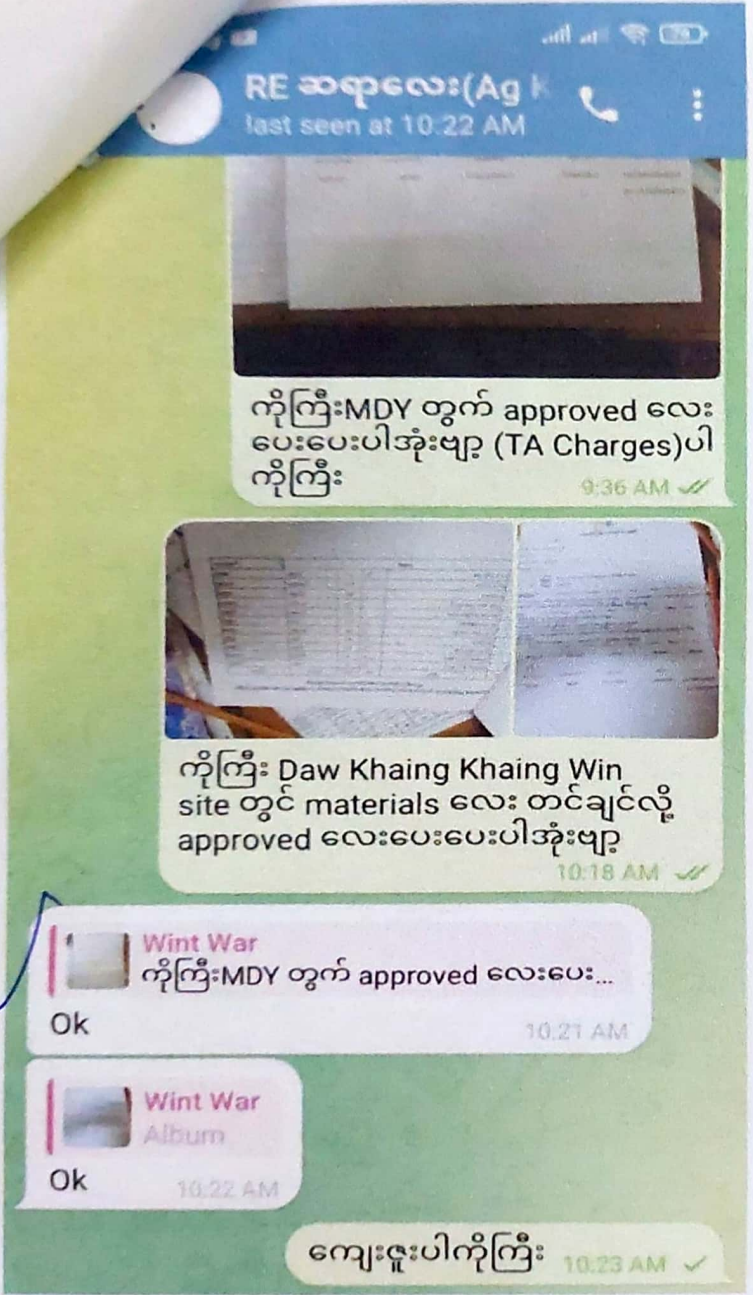 RE ဆရာလေး(Ag K
last seen at 10:22 AM
ကိုကြီးMDY တွက် approved လေး
ပေးပေးပါအုံးဗျာ့ (TA Charges)ပါ
ကိုကြီး
9:36 AM
ကိုကြီး Daw Khaing Khaing Win
site တွင် materials လေး တင်ချင်လို့
approved လေးပေးပေးပါအုံးဗျာ့
10:18 AM
Wint War
ကိုကြီးMDY တွက် approved လေးပေး...
Ok
10:21 AM
Wint War
Album
Ok
10:22 AM
ကျေးဇူးပါကိုကြီး
10:23 AM